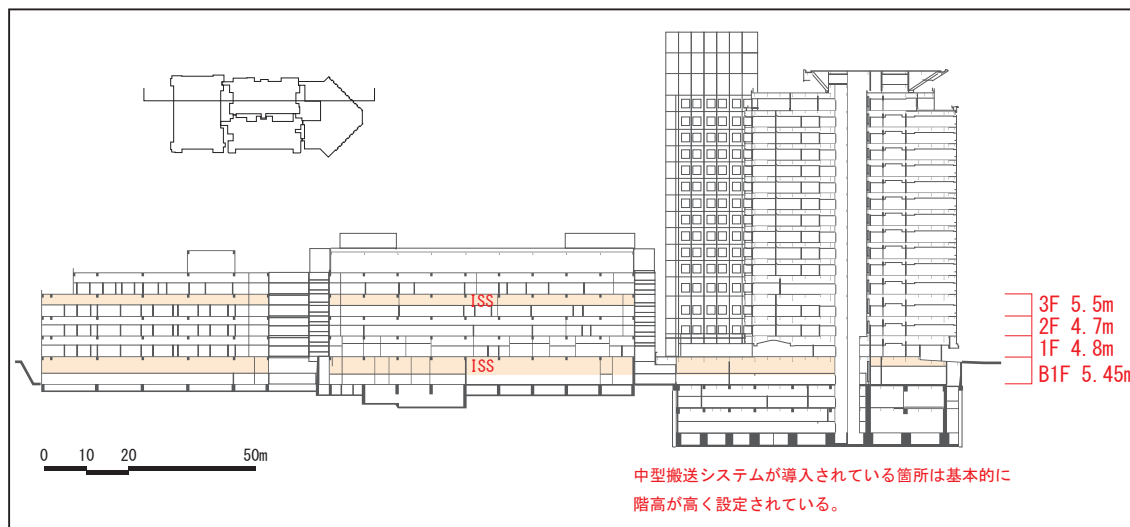 ISS
3F 5.5m
2F 4.7m
1F 4.8m
ISS
B1F 5.45m
0 10 20 50m
中型搬送システムが導入されている箇所は基本的に
階高が高く設定されている。